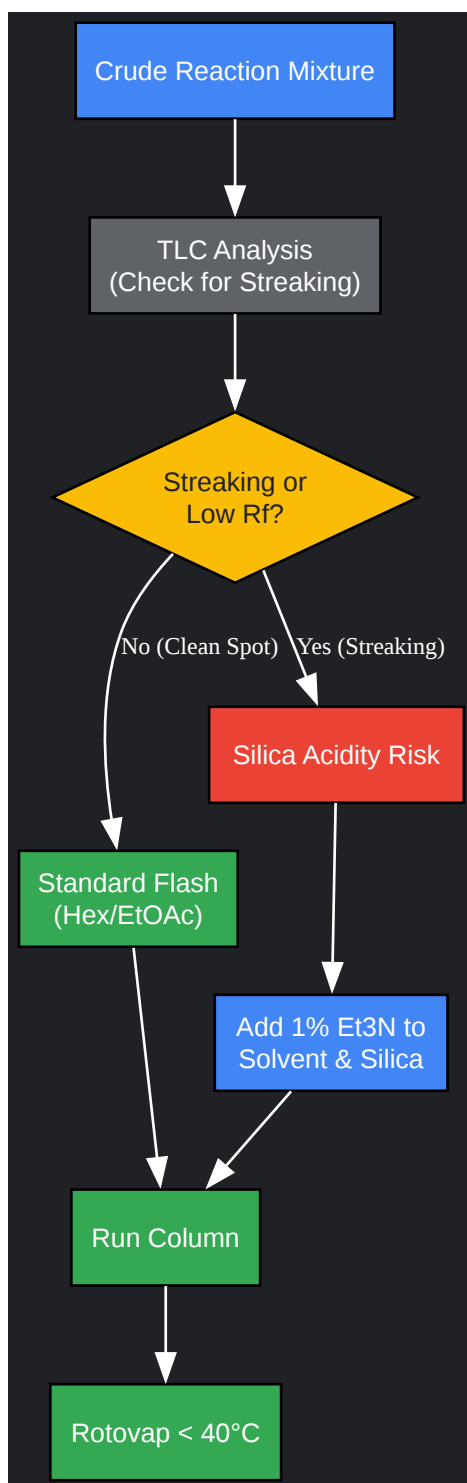 Crude Reaction Mixture
TLC Analysis
(Check for Streaking)
Streaking or
Low Rf?
No (Clean Spot)
Yes (Streaking)
Silica Acidity Risk
Standard Flash
(Hex/EtOAc)
Add 1% Et3N to
Solvent & Silica
Run Column
Rotovap < 40°C